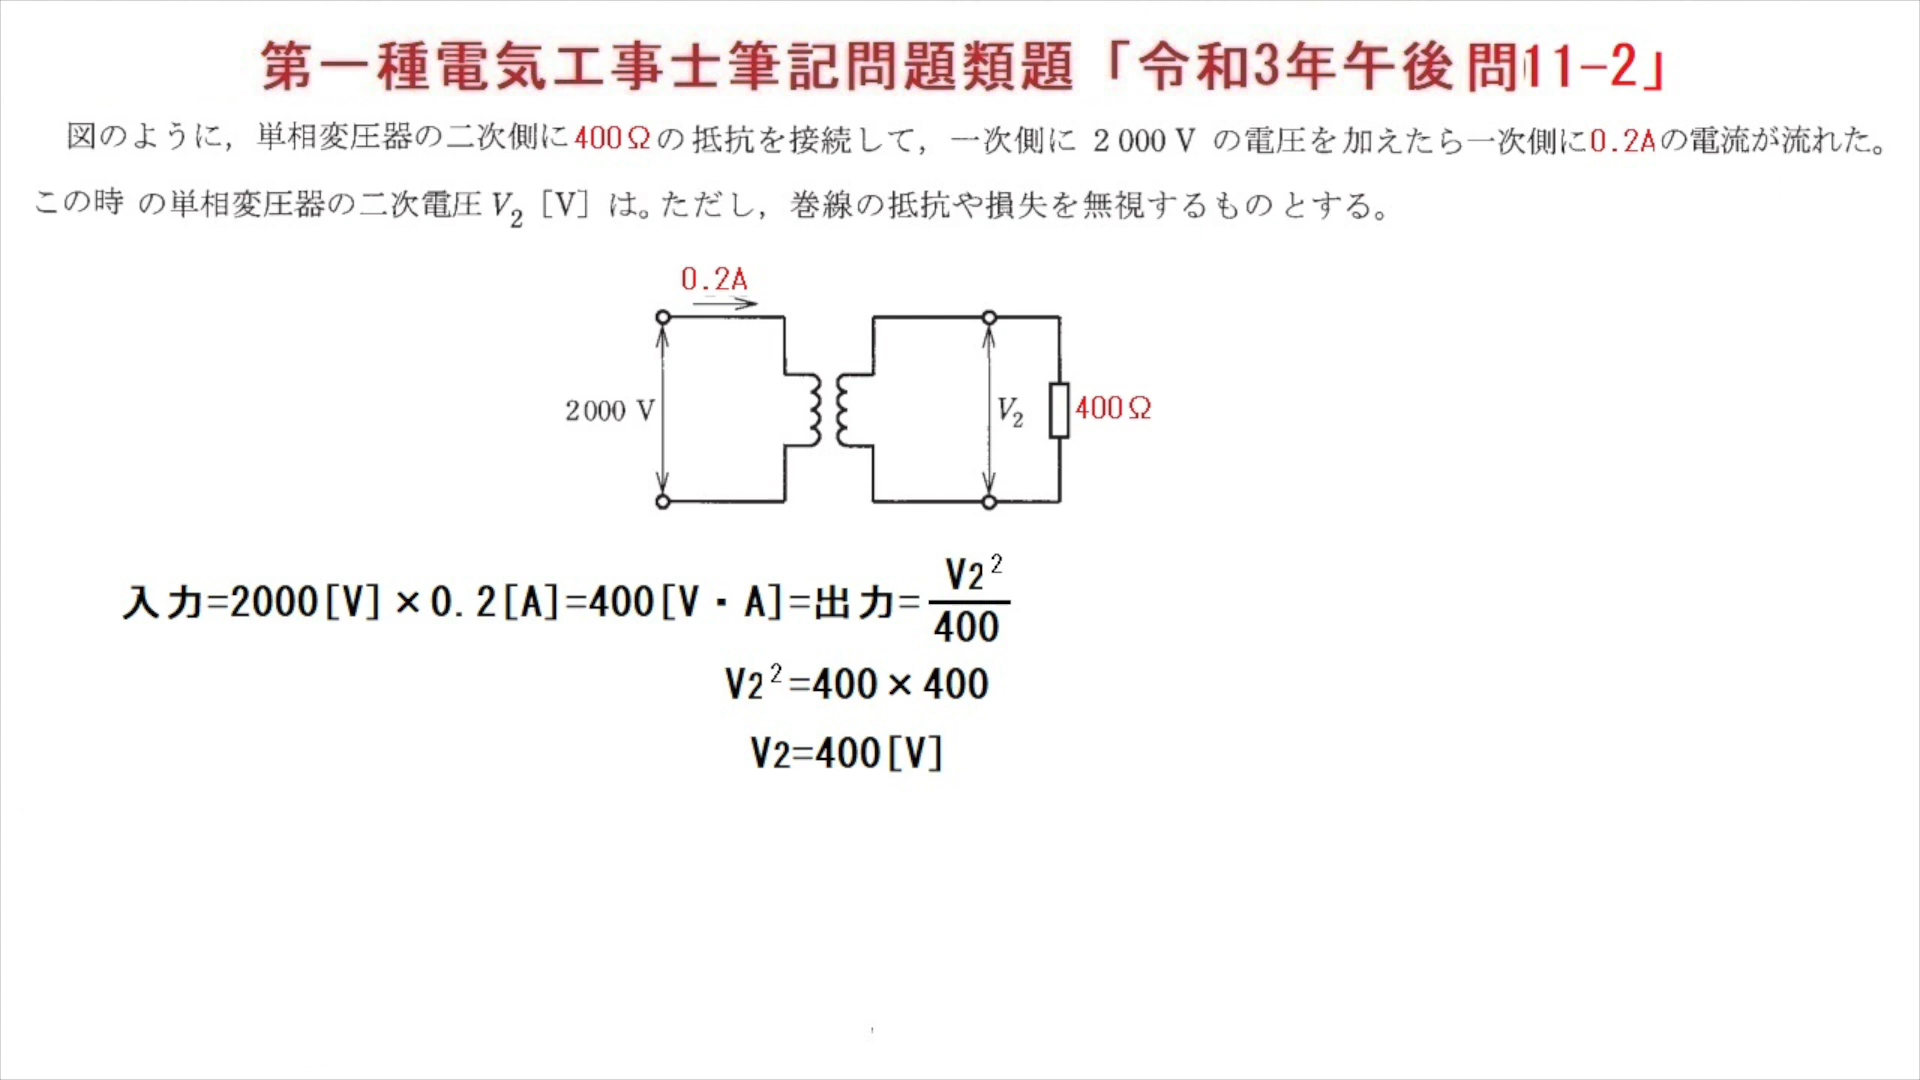 第一種電気工事士筆記問題類題「令和3年午後問11-2」
図のように，単相変圧器の二次側に400Ωの抵抗を接続して，一次側に 2 000 V の電圧を加えたら一次側に0.2Aの電流が流れた。
この時 の単相変圧器の二次電圧 V₂［V］は。ただし，巻線の抵抗や損失を無視するものとする。
0.2A
2000 V
V₂
400Ω
入力=2000[V]×0.2[A]=400[V・A]=出力=V2²/400
V2²=400×400
V2=400[V]